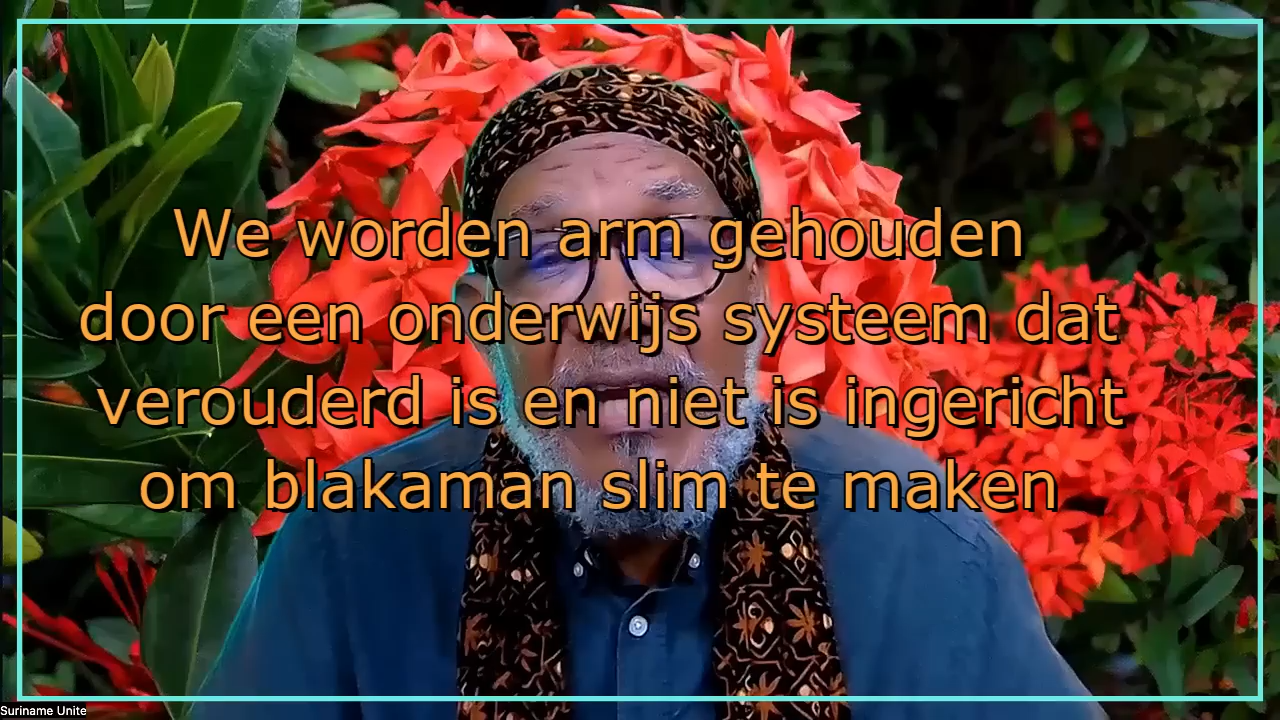 We worden arm gehouden
door een onderwijs systeem dat
verouderd is en niet is ingericht
om blakaman slim te maken
Suriname Unite